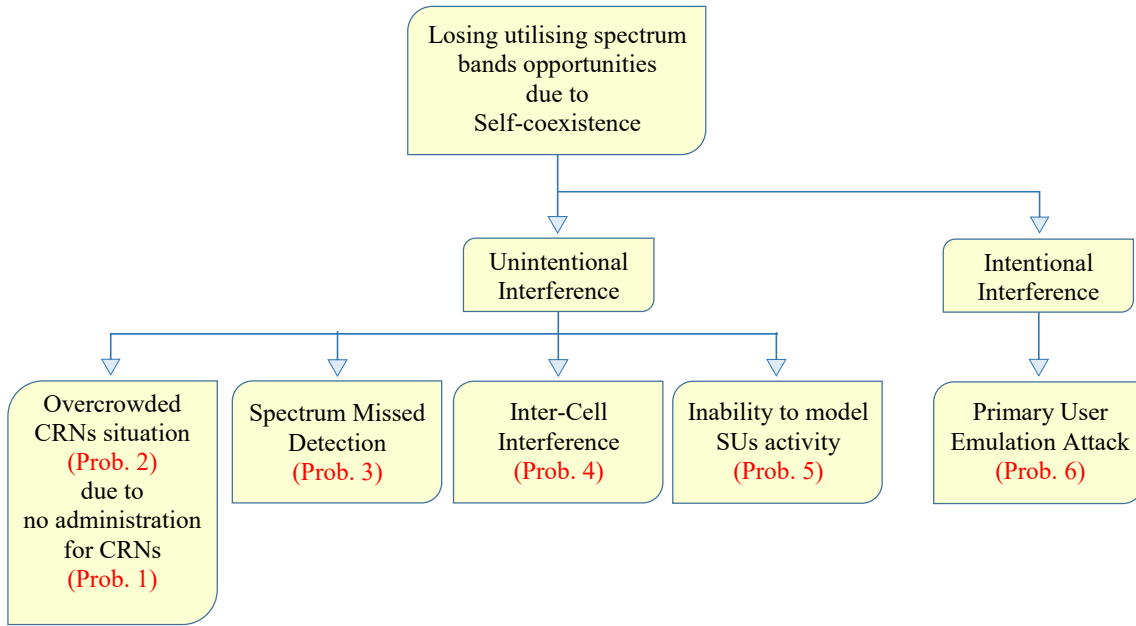 Losing utilising spectrum
bands opportunities
due to
Self-coexistence
Unintentional
Interference
Intentional
Interference
Overcrowded
CRNs situation
(Prob. 2)
due to
no administration
for CRNs
(Prob. 1)
Spectrum Missed
Detection
(Prob. 3)
Inter-Cell
Interference
(Prob. 4)
Inability to model
SUs activity
(Prob. 5)
Primary User
Emulation Attack
(Prob. 6)